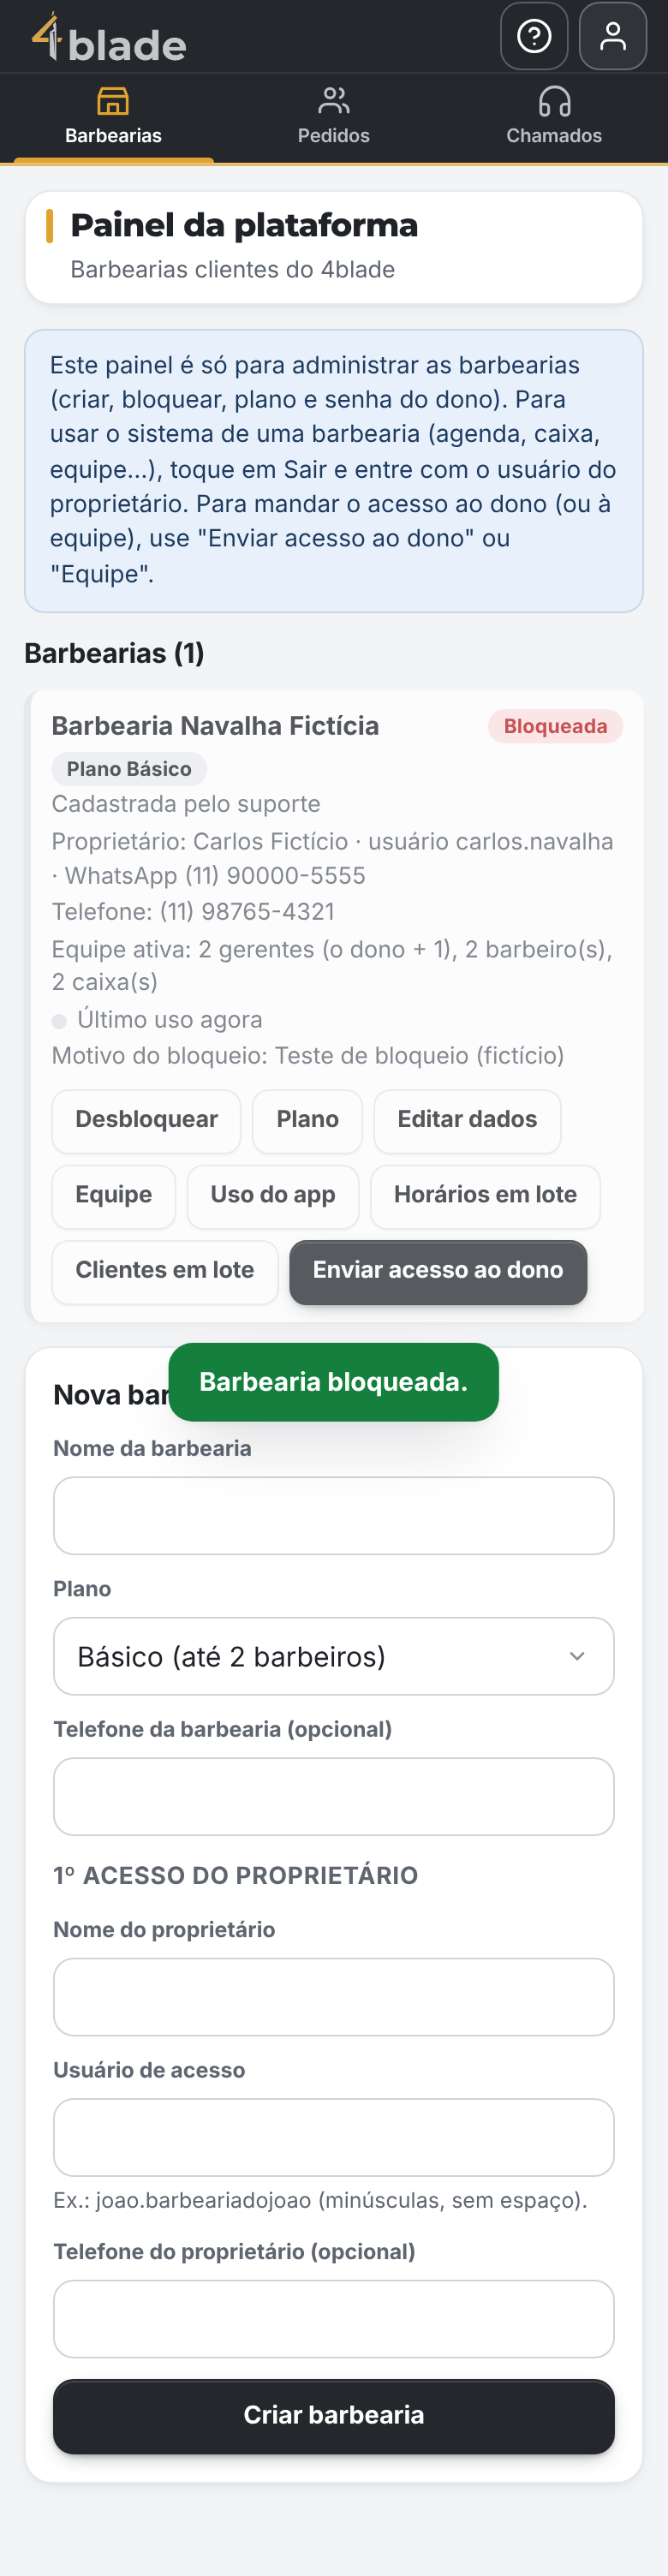 4blade
Barbearias
Pedidos
Chamados
Painel da plataforma
Barbearias clientes do 4blade
Este painel é só para administrar as barbearias
(criar, bloquear, plano e senha do dono). Para
usar o sistema de uma barbearia (agenda, caixa,
equipe...), toque em Sair e entre com o usuário do
proprietário. Para mandar o acesso ao dono (ou à
equipe), use "Enviar acesso ao dono" ou
"Equipe".
Barbearias (1)
Barbearia Navalha Fictícia
Bloqueada
Plano Básico
Cadastrada pelo suporte
Proprietário: Carlos Fictício · usuário carlos.navalha
· WhatsApp (11) 90000-5555
Telefone: (11) 98765-4321
Equipe ativa: 2 gerentes (o dono + 1), 2 barbeiro(s),
2 caixa(s)
Último uso agora
Motivo do bloqueio: Teste de bloqueio (fictício)
Desbloquear
Plano
Editar dados
Equipe
Uso do app
Horários em lote
Clientes em lote
Enviar acesso ao dono
Barbearia bloqueada.
Nova bar
Nome da barbearia
Plano
Básico (até 2 barbeiros)
Telefone da barbearia (opcional)
1º ACESSO DO PROPRIETÁRIO
Nome do proprietário
Usuário de acesso
Ex.: joao.barbeariadojoao (minúsculas, sem espaço).
Telefone do proprietário (opcional)
Criar barbearia